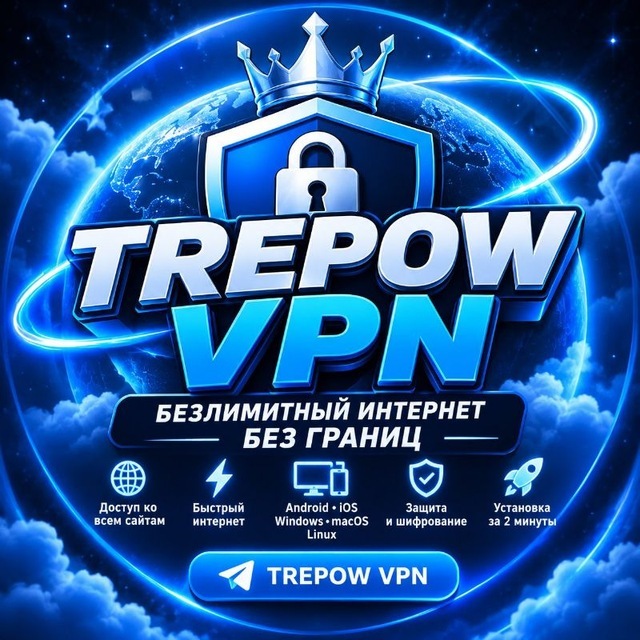 TREPOW
VPN
БЕЗЛИМИТНЫЙ ИНТЕРНЕТ
БЕЗ ГРАНИЦ
Доступ ко
всем сайтам
Быстрый
интернет
Android • iOS
Windows • macOS
Linux
Защита
и шифрование
Установка
за 2 минуты
TREPOW VPN